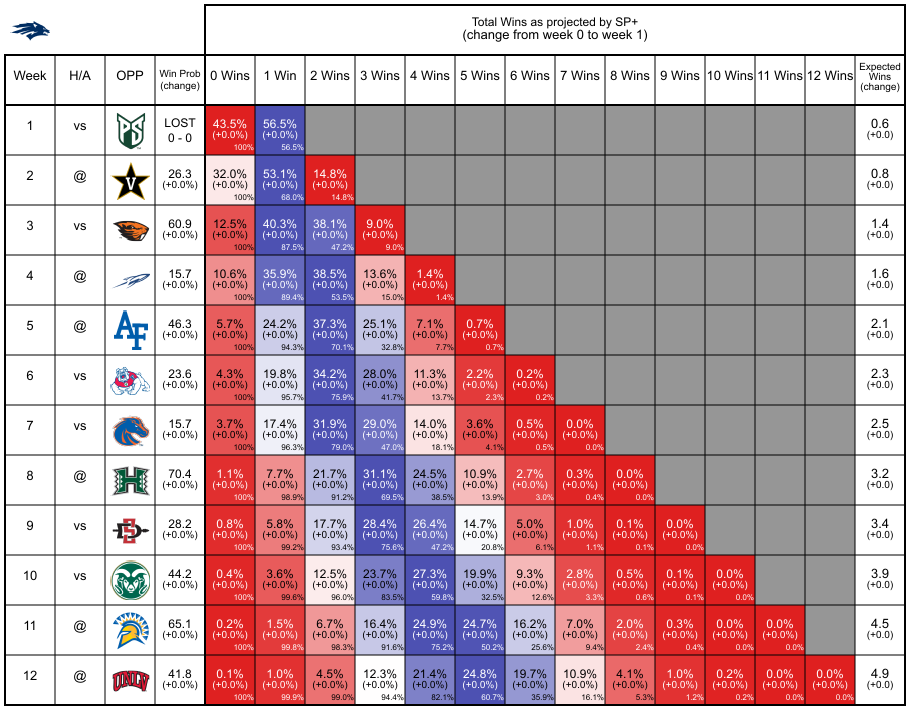 Total Wins as projected by SP+
(change from week 0 to week 1)
Week H/A OPP Win Prob (change) 0 Wins 1 Win 2 Wins 3 Wins 4 Wins 5 Wins 6 Wins 7 Wins 8 Wins 9 Wins 10 Wins 11 Wins 12 Wins Expected Wins (change)
1 vs PS LOST 43.5% 56.5% 0.6
0 - 0 (+0.0%) (+0.0%) (+0.0)
100% 56.5%
2 @ V 26.3 32.0% 53.1% 14.8% 0.8
(+0.0%) (+0.0%) (+0.0%) (+0.0%) (+0.0)
100% 68.0% 14.8%
3 vs 60.9 12.5% 40.3% 38.1% 9.0% 1.4
(+0.0%) (+0.0%) (+0.0%) (+0.0%) (+0.0%) (+0.0)
100% 87.5% 47.2% 9.0%
4 @ 15.7 10.6% 35.9% 38.5% 13.6% 1.4% 1.6
(+0.0%) (+0.0%) (+0.0%) (+0.0%) (+0.0%) (+0.0%) (+0.0)
100% 89.4% 53.5% 15.0% 1.4%
5 @ AF 46.3 5.7% 24.2% 37.3% 25.1% 7.1% 0.7% 2.1
(+0.0%) (+0.0%) (+0.0%) (+0.0%) (+0.0%) (+0.0%) (+0.0%) (+0.0)
100% 94.3% 70.1% 32.8% 7.7% 0.7%
6 vs 23.6 4.3% 19.8% 34.2% 28.0% 11.3% 2.2% 0.2% 2.3
(+0.0%) (+0.0%) (+0.0%) (+0.0%) (+0.0%) (+0.0%) (+0.0%) (+0.0%) (+0.0)
100% 95.7% 75.9% 41.7% 13.7% 2.3% 0.2%
7 vs 15.7 3.7% 17.4% 31.9% 29.0% 14.0% 3.6% 0.5% 0.0% 2.5
(+0.0%) (+0.0%) (+0.0%) (+0.0%) (+0.0%) (+0.0%) (+0.0%) (+0.0%) (+0.0%) (+0.0)
100% 96.3% 79.0% 47.0% 18.1% 4.1% 0.5% 0.0%
8 @ H 70.4 1.1% 7.7% 21.7% 31.1% 24.5% 10.9% 2.7% 0.3% 0.0% 3.2
(+0.0%) (+0.0%) (+0.0%) (+0.0%) (+0.0%) (+0.0%) (+0.0%) (+0.0%) (+0.0%) (+0.0%) (+0.0)
100% 98.9% 91.2% 69.5% 38.5% 13.9% 3.0% 0.4% 0.0%
9 vs SD 28.2 0.8% 5.8% 17.7% 28.4% 26.4% 14.7% 5.0% 1.0% 0.1% 0.0% 3.4
(+0.0%) (+0.0%) (+0.0%) (+0.0%) (+0.0%) (+0.0%) (+0.0%) (+0.0%) (+0.0%) (+0.0%) (+0.0%) (+0.0)
100% 99.2% 93.4% 75.6% 47.2% 20.8% 6.1% 1.1% 0.1% 0.0%
10 vs 44.2 0.4% 3.6% 12.5% 23.7% 27.3% 19.9% 9.3% 2.8% 0.5% 0.1% 0.0% 3.9
(+0.0%) (+0.0%) (+0.0%) (+0.0%) (+0.0%) (+0.0%) (+0.0%) (+0.0%) (+0.0%) (+0.0%) (+0.0%) (+0.0%) (+0.0)
100% 99.6% 96.0% 83.5% 59.8% 32.5% 12.6% 3.3% 0.6% 0.1% 0.0%
11 @ 65.1 0.2% 1.5% 6.7% 16.4% 24.9% 24.7% 16.2% 7.0% 2.0% 0.3% 0.0% 0.0% 4.5
(+0.0%) (+0.0%) (+0.0%) (+0.0%) (+0.0%) (+0.0%) (+0.0%) (+0.0%) (+0.0%) (+0.0%) (+0.0%) (+0.0%) (+0.0%) (+0.0)
100% 99.8% 98.3% 91.6% 75.2% 50.2% 25.6% 9.4% 2.4% 0.4% 0.0% 0.0%
12 @ UNLV 41.8 0.1% 1.0% 4.5% 12.3% 21.4% 24.8% 19.7% 10.9% 4.1% 1.0% 0.2% 0.0% 0.0% 4.9
(+0.0%) (+0.0%) (+0.0%) (+0.0%) (+0.0%) (+0.0%) (+0.0%) (+0.0%) (+0.0%) (+0.0%) (+0.0%) (+0.0%) (+0.0%) (+0.0%) (+0.0)
100% 99.9% 99.0% 94.4% 82.1% 60.7% 35.9% 16.1% 5.3% 1.2% 0.2% 0.0% 0.0%